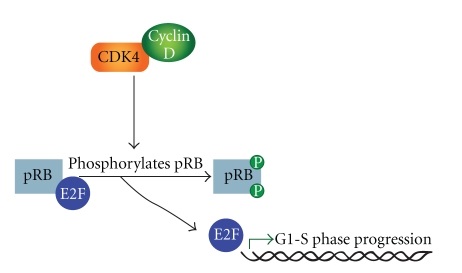 Cyclin
D
CDK4
Phosphorylates pRB
pRB
E2F
pRB
P
P
E2F
G1-S phase progression